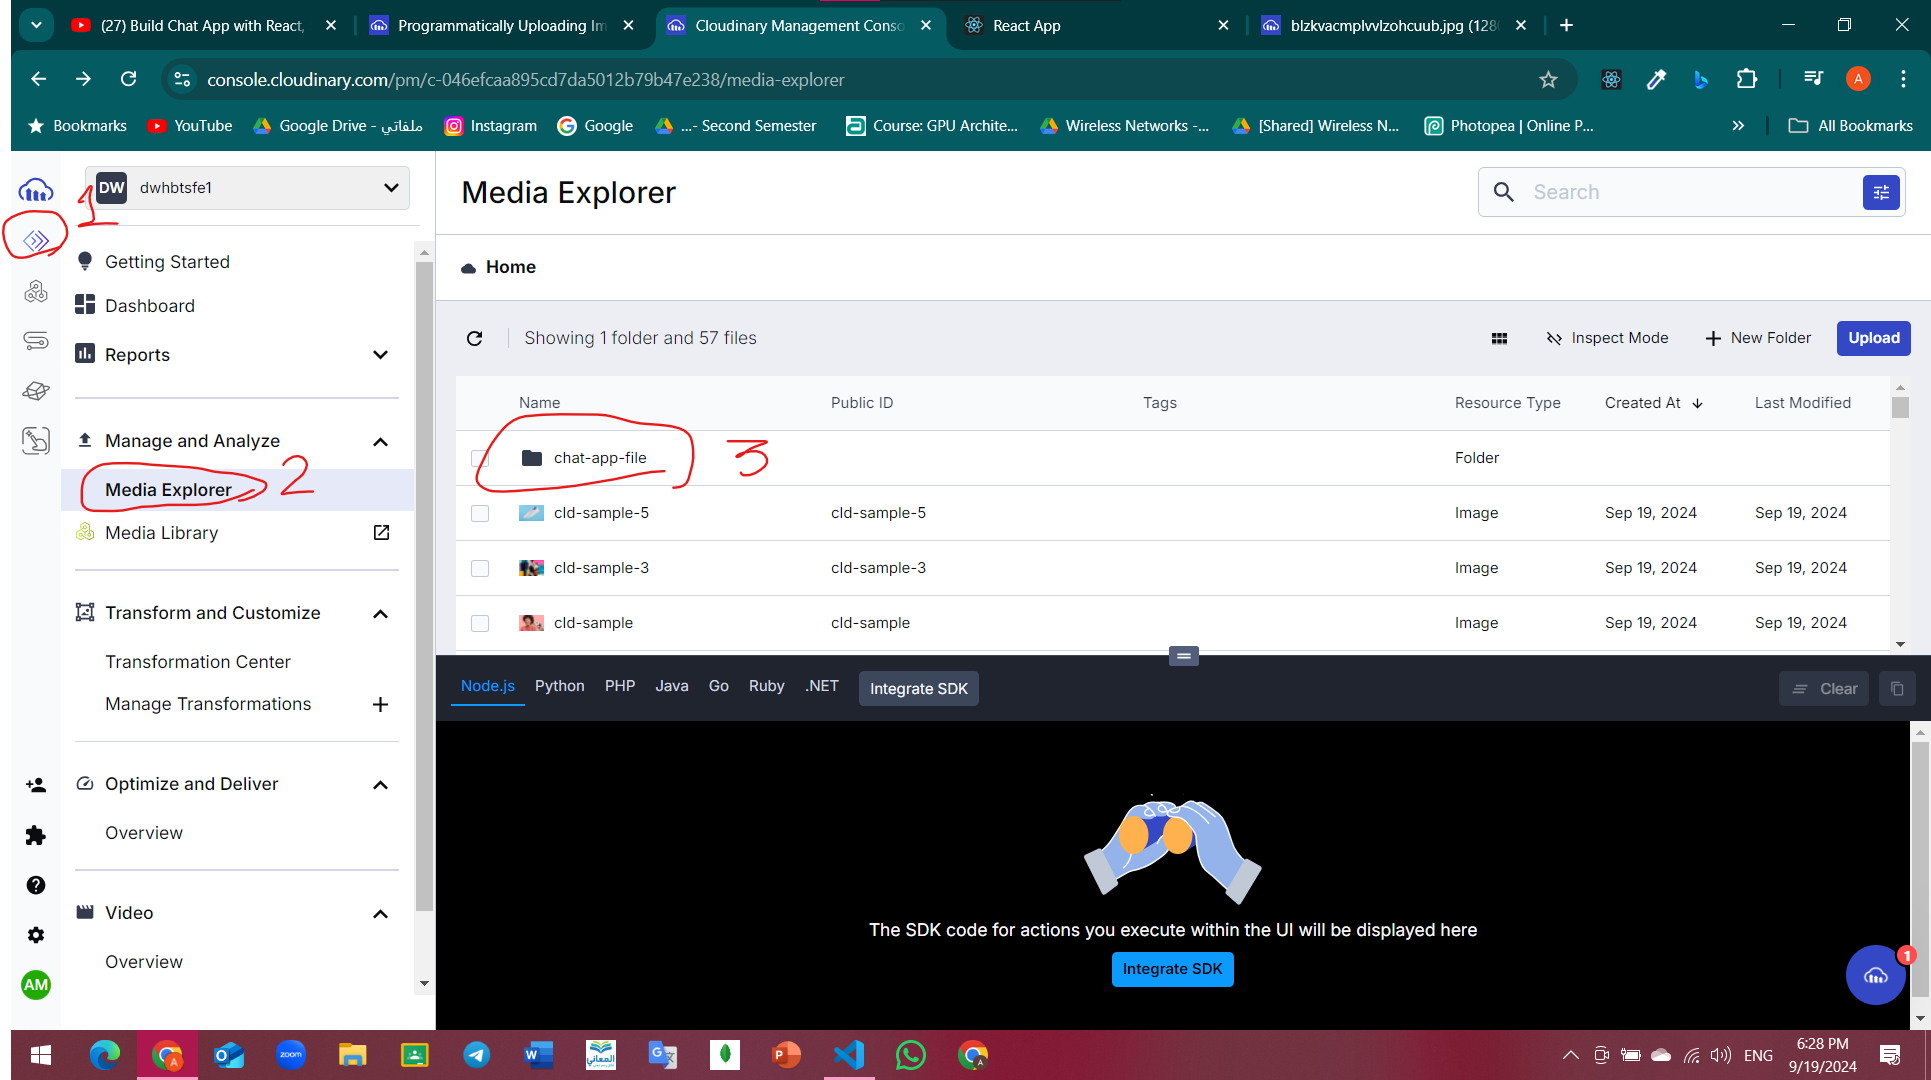 (27) Build Chat App with React,
Programmatically Uploading Im
Cloudinary Management Conso
React App
blzkvacmplvvlzohcuub.jpg (128
console.cloudinary.com/pm/c-046efcaa895cd7da5012b79b47e238/media-explorer
A
Bookmarks
YouTube
Google Drive - ملفاتي
Instagram
Google
...- Second Semester
Course: GPU Archite...
Wireless Networks -...
[Shared] Wireless N...
Photopea | Online P...
All Bookmarks
DW
dwhbtsfe1
1
Getting Started
Dashboard
Reports
Manage and Analyze
Media Explorer
2
Media Library
Transform and Customize
Transformation Center
Manage Transformations
Optimize and Deliver
Overview
Video
Overview
AM
Media Explorer
Search
Home
Showing 1 folder and 57 files
Inspect Mode
New Folder
Upload
Name Public ID Tags Resource Type Created At Last Modified
chat-app-file 3 Folder
cld-sample-5 cld-sample-5 Image Sep 19, 2024 Sep 19, 2024
cld-sample-3 cld-sample-3 Image Sep 19, 2024 Sep 19, 2024
cld-sample cld-sample Image Sep 19, 2024 Sep 19, 2024
Node.js Python PHP Java Go Ruby .NET Integrate SDK Clear
The SDK code for actions you execute within the UI will be displayed here
Integrate SDK
1
zoom
المعاني
ENG
6:28 PM
9/19/2024